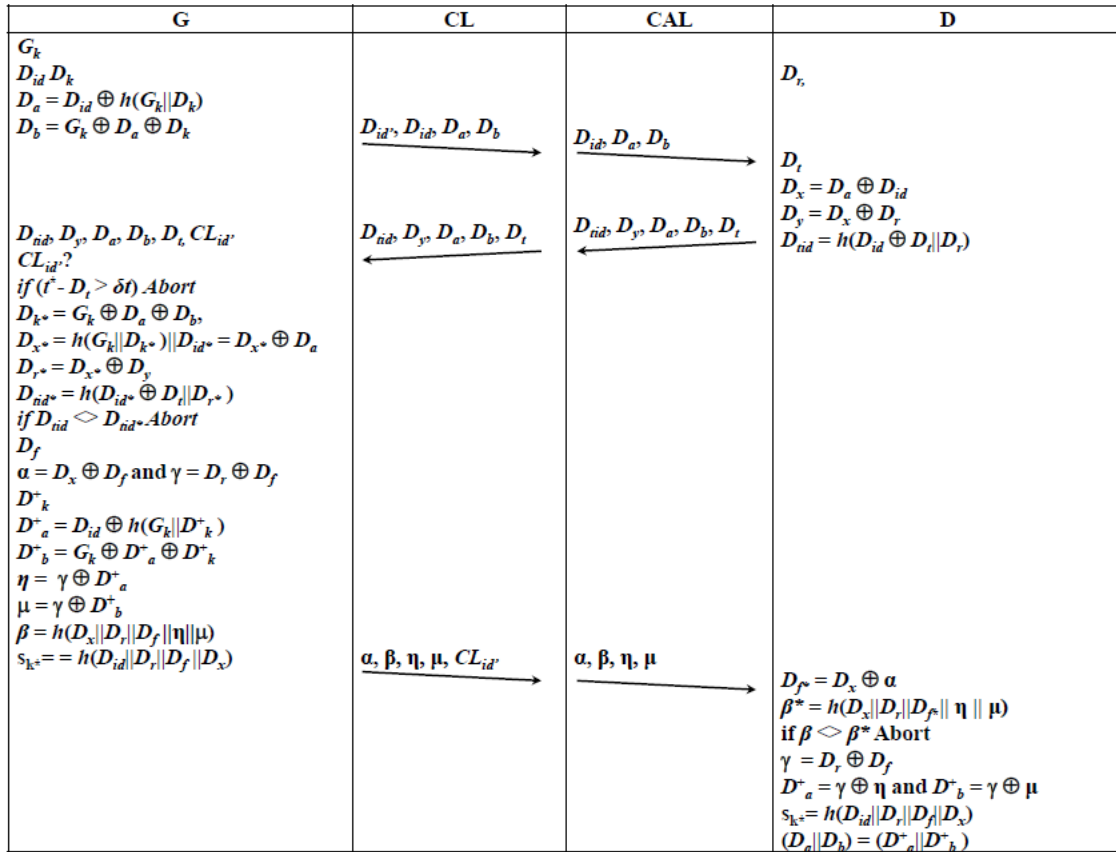 G CL CAL D
G_k
D_id D_k D_r,
D_a = D_id ⊕ h(G_k||D_k)
D_b = G_k ⊕ D_a ⊕ D_k D_id', D_id, D_a, D_b D_id, D_a, D_b
D_t
D_x = D_a ⊕ D_id
D_y = D_x ⊕ D_r
D_tid, D_y, D_a, D_b, D_t, CL_id' D_tid, D_y, D_a, D_b, D_t D_tid, D_y, D_a, D_b, D_t D_tid = h(D_id ⊕ D_t||D_r)
CL_id'?
if (t^± - D_t > δt) Abort
D_k* = G_k ⊕ D_a ⊕ D_b,
D_x* = h(G_k||D_k*)||D_id* = D_x* ⊕ D_a
D_r* = D_x* ⊕ D_y
D_tid* = h(D_id* ⊕ D_t||D_r*)
if D_tid <> D_tid* Abort
D_f
α = D_x ⊕ D_f and γ = D_r ⊕ D_f
D^+_k
D^+_a = D_id ⊕ h(G_k||D^+_k)
D^+_b = G_k ⊕ D^+_a ⊕ D^+_k
η = γ ⊕ D^+_a
μ = γ ⊕ D^+_b
β = h(D_x||D_r||D_f||η||μ)
s_k± = = h(D_id||D_r||D_f||D_x) α, β, η, μ, CL_id' α, β, η, μ
D_f* = D_x ⊕ α
β* = h(D_x||D_r||D_f*|| η || μ)
if β <> β* Abort
γ = D_r ⊕ D_f
D^+_a = γ ⊕ η and D^+_b = γ ⊕ μ
s_k± = h(D_id||D_r||D_f||D_x)
(D_a||D_b) = (D^+_a||D^+_b)